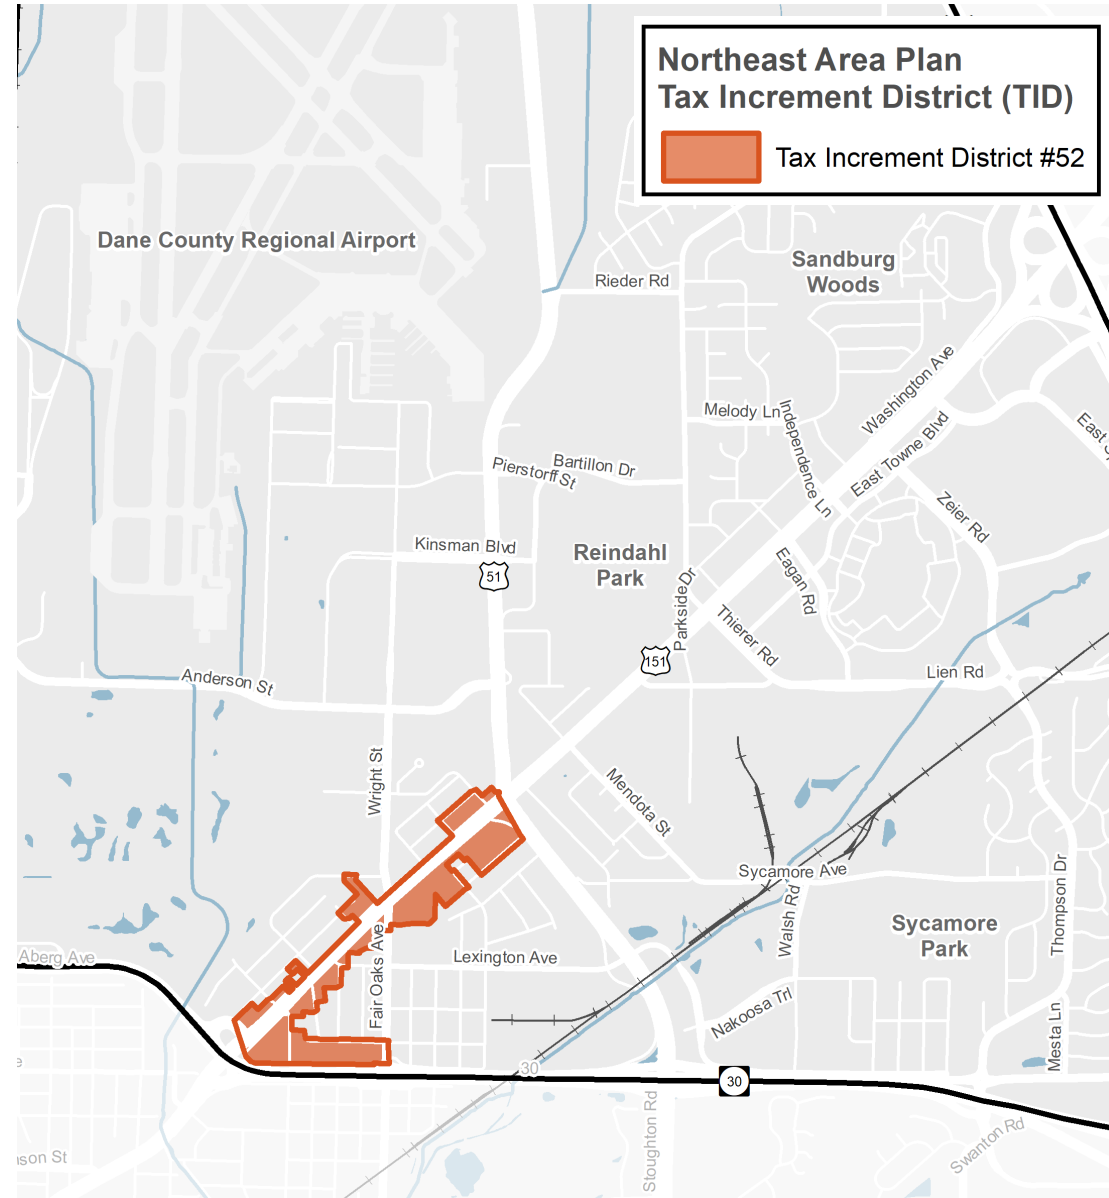 Northeast Area Plan
Tax Increment District (TID)
Tax Increment District #52
Dane County Regional Airport
Sandburg
Woods
Rieder Rd
Washington Ave
Melody Ln
Independence Ln
East Towne Blvd
East
Bartillon Dr
Pierstorff St
Zeier Rd
Kinsman Blvd
51
Reindahl
Park
Eagan Rd
Parkside Dr
Thierer Rd
151
Lien Rd
Anderson St
Wright St
Mendota St
Sycamore Ave
Walsh Rd
Thompson Dr
Sycamore
Park
Aberg Ave
Fair Oaks Ave
Lexington Ave
Nakoosa Trl
Mesta Ln
e
30
30
Stoughton Rd
Swanton Rd
nson St